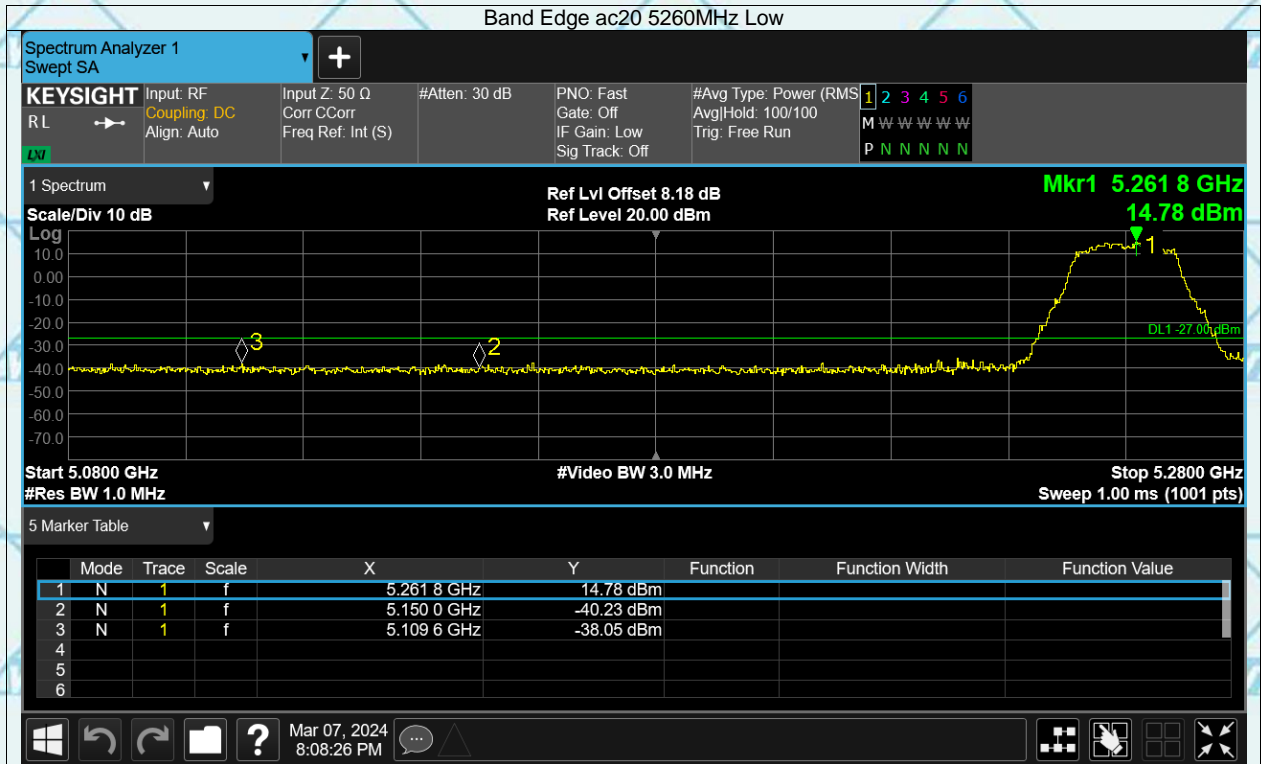 Band Edge ac20 5260MHz Low
Spectrum Analyzer 1
Swept SA
KEYSIGHT
R L
LXI
Input: RF
Coupling: DC
Align: Auto
Input Z: 50 Ω
Corr CCorr
Freq Ref: Int (S)
#Atten: 30 dB
PNO: Fast
Gate: Off
IF Gain: Low
Sig Track: Off
#Avg Type: Power (RMS
Avg|Hold: 100/100
Trig: Free Run
1 2 3 4 5 6
M W W W W W
P N N N N N
1 Spectrum
Scale/Div 10 dB
Ref Lvl Offset 8.18 dB
Ref Level 20.00 dBm
Mkr1 5.261 8 GHz
14.78 dBm
Log
10.0
0.00
-10.0
-20.0
-30.0
-40.0
-50.0
-60.0
-70.0
1
DL1 -27.00 dBm
3
2
Start 5.0800 GHz
#Res BW 1.0 MHz
#Video BW 3.0 MHz
Stop 5.2800 GHz
Sweep 1.00 ms (1001 pts)
5 Marker Table
Mode Trace Scale X Y Function Function Width Function Value
1 N 1 f 5.261 8 GHz 14.78 dBm
2 N 1 f 5.150 0 GHz -40.23 dBm
3 N 1 f 5.109 6 GHz -38.05 dBm
4
5
6
?
Mar 07, 2024
8:08:26 PM